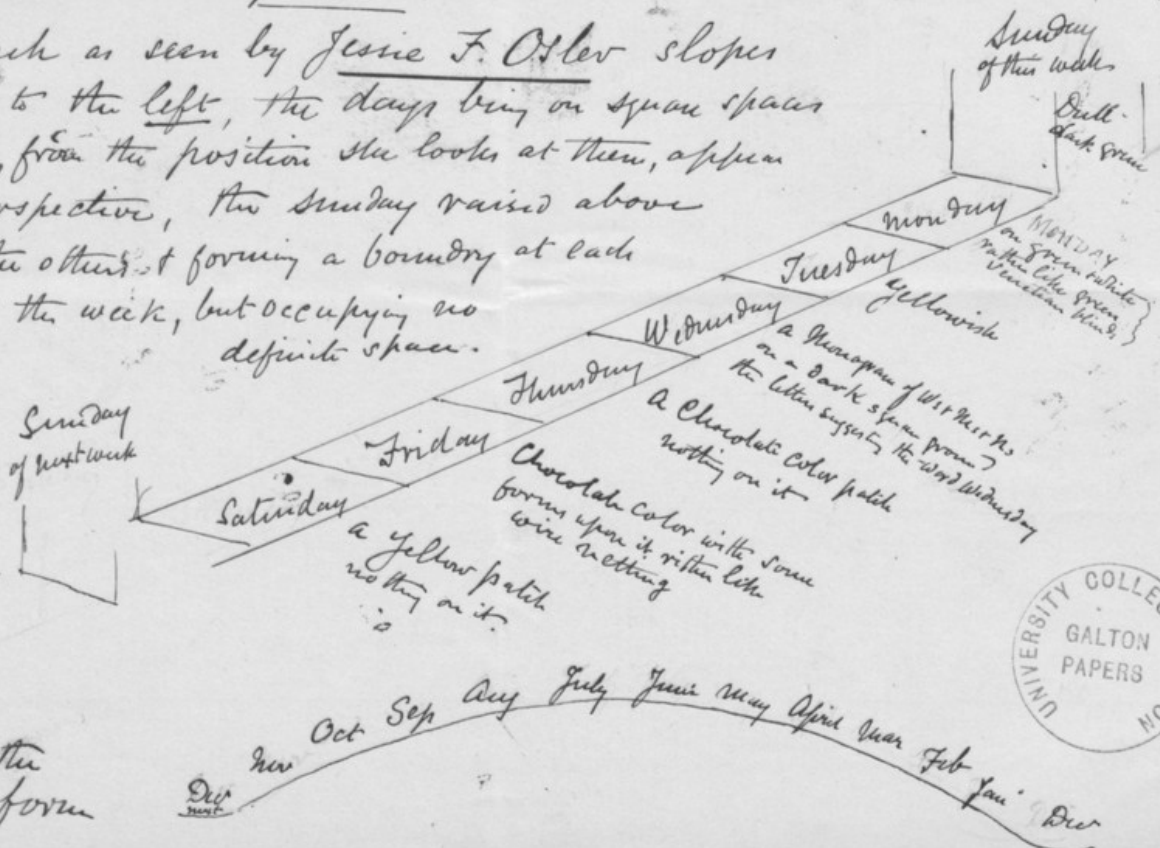 as seen by Jessie F. Osler slopes
to the left, the days being on square spaces
from the position she looks at them, appear
the Sunday raised above
the others & forming a boundry at each
the week, but occupying no
definite space.
Sunday
of this week
Dull-
dark green
Monday
MONDAY
on green & white
rather like green
Venetian blinds
Tuesday
Yellowish
Wednesday
a Monogram of
on a dark square ground
the letters suggesting the word Wednesday
Thursday
A Chocolate color patch
nothing on it
Friday
Chocolate color with some
forms upon it rather like
wire netting
Saturday
a yellow patch
nothing on it.
Sunday
of next week
Dec
next
Nov
Oct
Sep
Aug
July
June
May
April
Mar
Feb
Jan
Dec
the
form
UNIVERSITY COLLEGE
GALTON
PAPERS